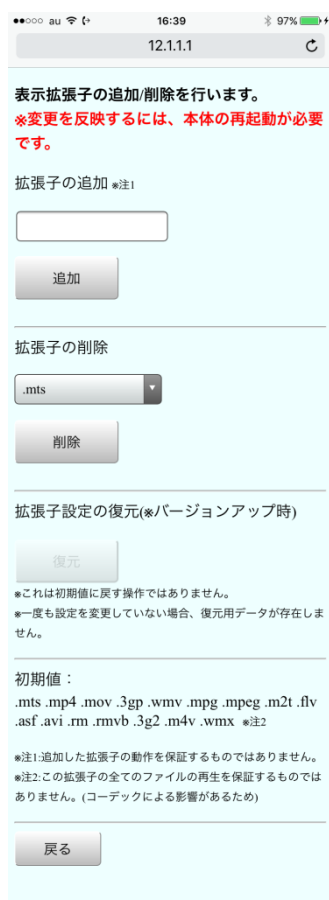 au 16:39 97%
12.1.1.1
表示拡張子の追加/削除を行います。
※変更を反映するには、本体の再起動が必要
です。
拡張子の追加 ※注1
追加
拡張子の削除
.mts
削除
拡張子設定の復元(※バージョンアップ時)
復元
※これは初期値に戻す操作ではありません。
※一度も設定を変更していない場合、復元用データが存在しま
せん。
初期値：
.mts .mp4 .mov .3gp .wmv .mpg .mpeg .m2t .flv
.asf .avi .rm .rmvb .3g2 .m4v .wmx ※注2
※注1:追加した拡張子の動作を保証するものではありません。
※注2:この拡張子の全てのファイルの再生を保証するものでは
ありません。(コーデックによる影響があるため)
戻る